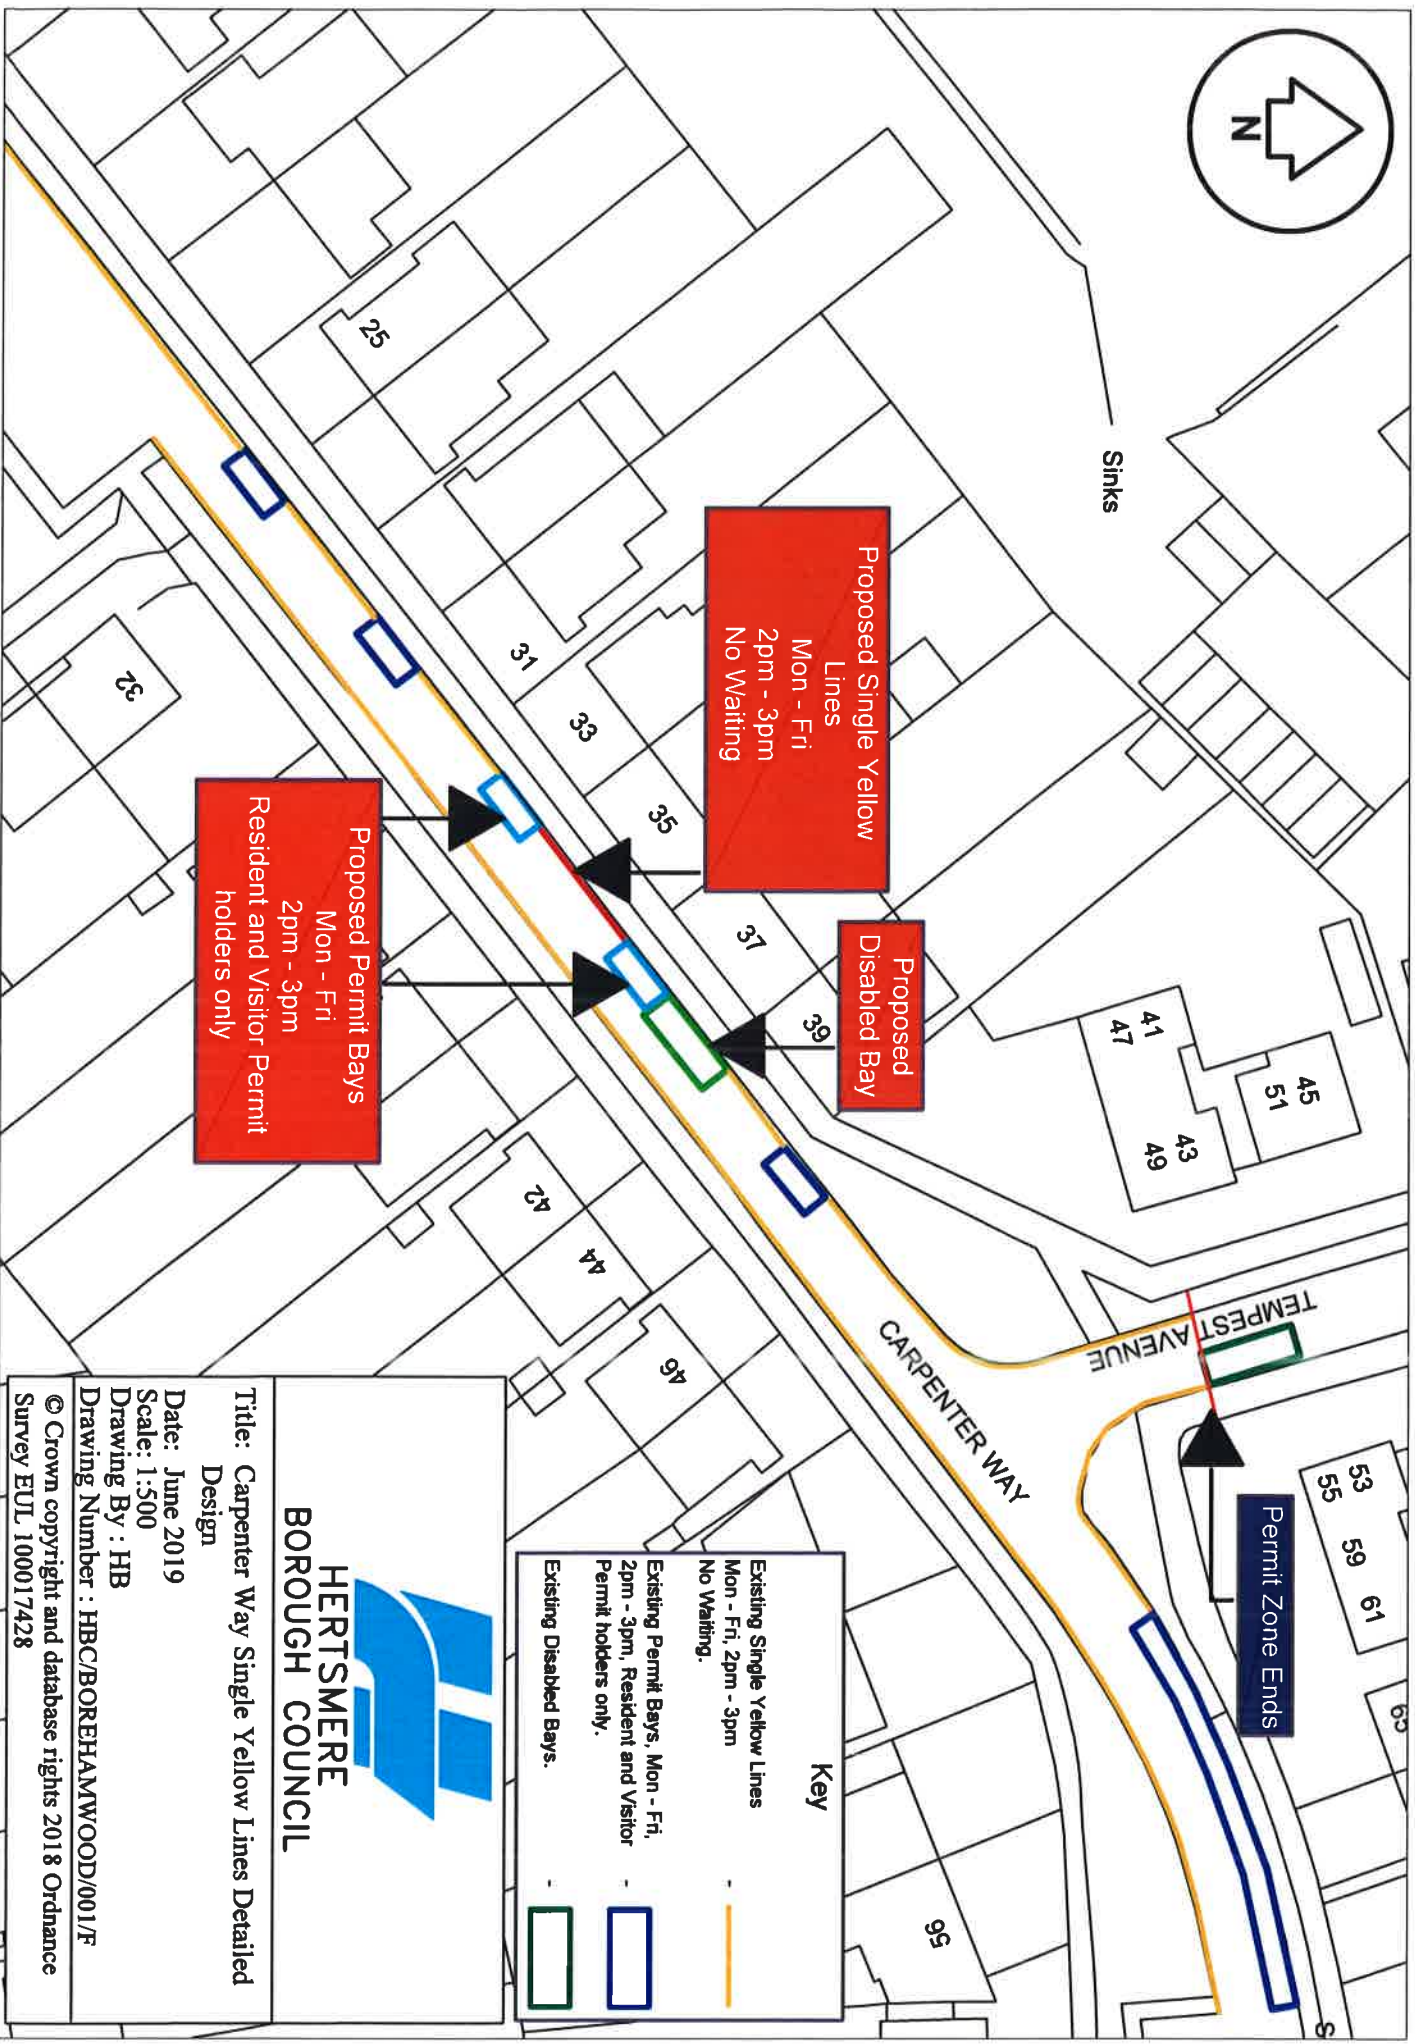 N
Sinks
25
31
33
35
37
39
32
42
44
46
56
41
47
45
51
43
49
53
55
59
61
65
TEMPEST AVENUE
CARPENTER WAY
Proposed Single Yellow
Lines
Mon - Fri
2pm - 3pm
No Waiting
Proposed
Disabled Bay
Proposed Permit Bays
Mon - Fri
2pm - 3pm
Resident and Visitor Permit
holders only
Permit Zone Ends
Key
Existing Single Yellow Lines
Mon - Fri, 2pm - 3pm -
No Waiting.
Existing Permit Bays, Mon - Fri,
2pm - 3pm, Resident and Visitor -
Permit holders only.
Existing Disabled Bays. -
HERTSMERE
BOROUGH COUNCIL
Title: Carpenter Way Single Yellow Lines Detailed
Design
Date: June 2019
Scale: 1:500
Drawing By : HB
Drawing Number : HBC/BOREHAMWOOD/001/F
© Crown copyright and database rights 2018 Ordnance
Survey EUL 100017428